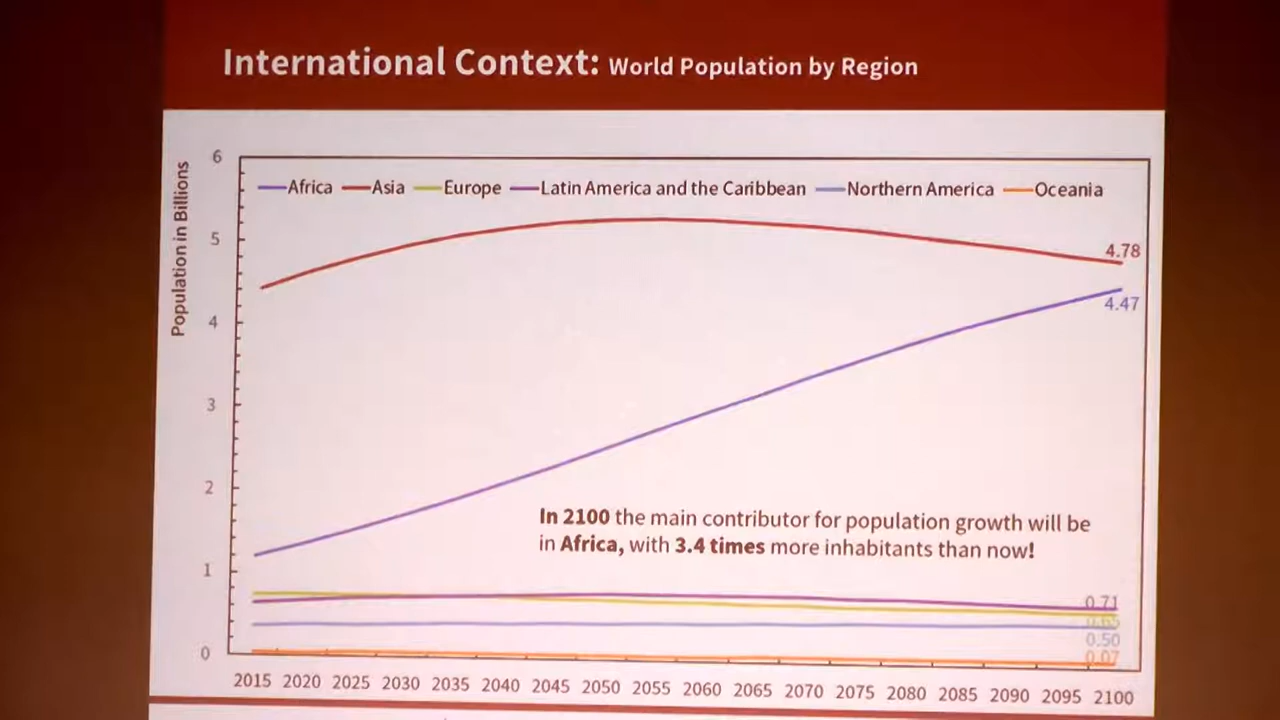 International Context: World Population by Region
Population in Billions
6
5
4
3
2
1
0
Africa Asia Europe Latin America and the Caribbean Northern America Oceania
4.78
4.47
In 2100 the main contributor for population growth will be
in Africa, with 3.4 times more inhabitants than now!
0.71
0.65
0.50
0.07
2015 2020 2025 2030 2035 2040 2045 2050 2055 2060 2065 2070 2075 2080 2085 2090 2095 2100